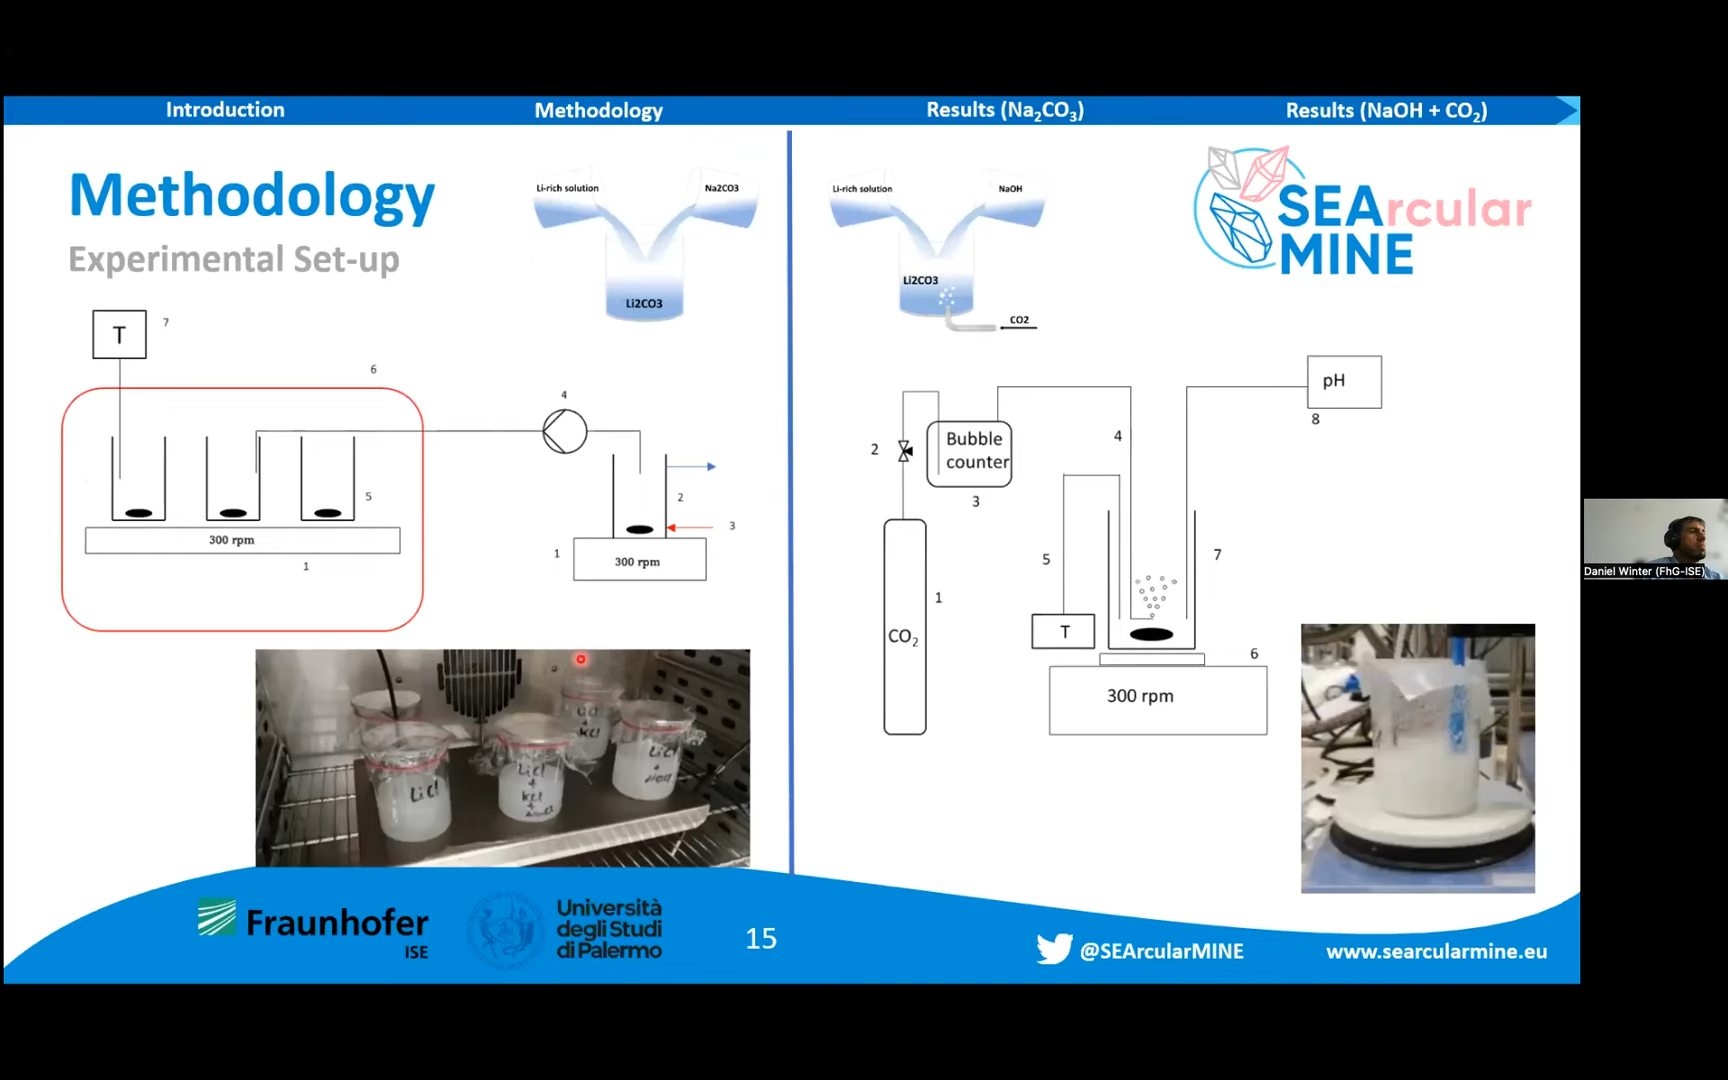 Introduction
Methodology
Results (Na₂CO₃)
Results (NaOH + CO₂)
Methodology
Experimental Set-up
Li-rich solution
Na2CO3
Li2CO3
Li-rich solution
NaOH
Li2CO3
CO2
SEArcular
MINE
T
7
6
5
300 rpm
1
4
2
3
1
300 rpm
2
Bubble
counter
3
4
pH
8
5
7
1
CO₂
T
6
300 rpm
LiCl
LiCl
+
KCl
+
LiCl
+
KCl
LiCl
+
Fraunhofer
ISE
Università
degli Studi
di Palermo
15
@SEArcularMINE
www.searcularmine.eu
Daniel Winter (FhG-ISE)